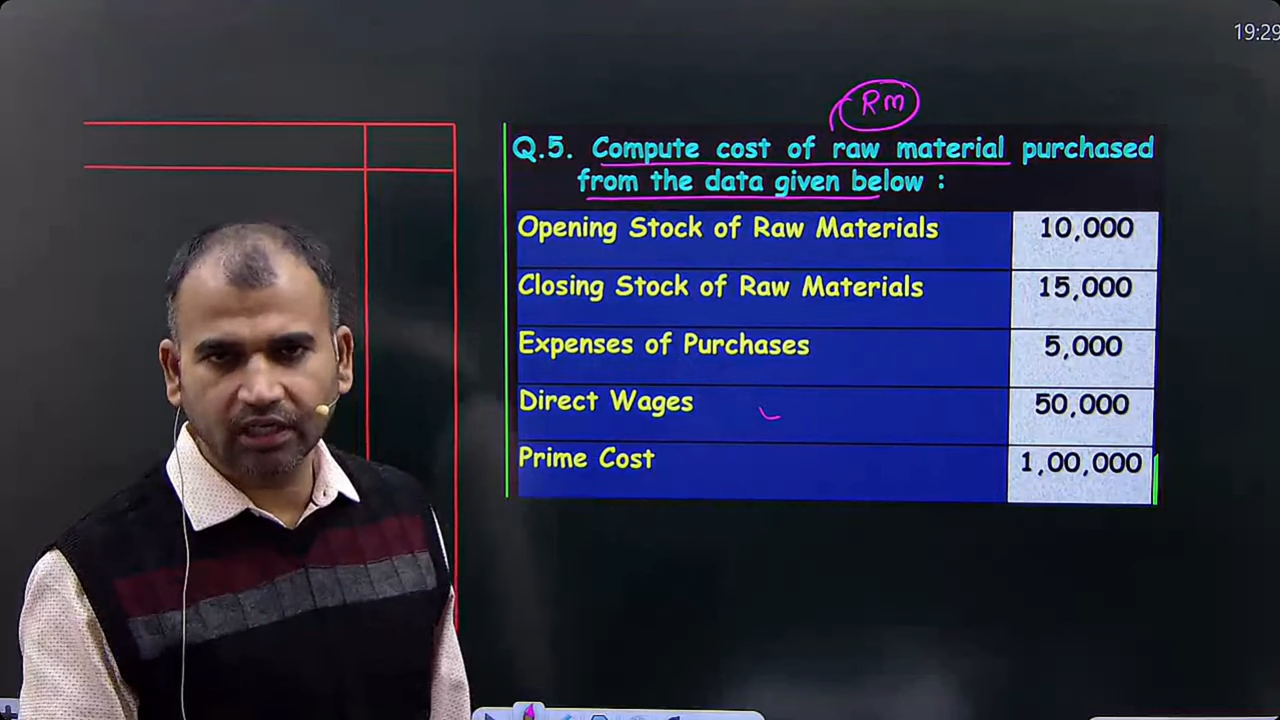 19:29
Rm
Q.5. Compute cost of raw material purchased
from the data given below :
Opening Stock of Raw Materials 10,000
Closing Stock of Raw Materials 15,000
Expenses of Purchases 5,000
Direct Wages 50,000
Prime Cost 1,00,000